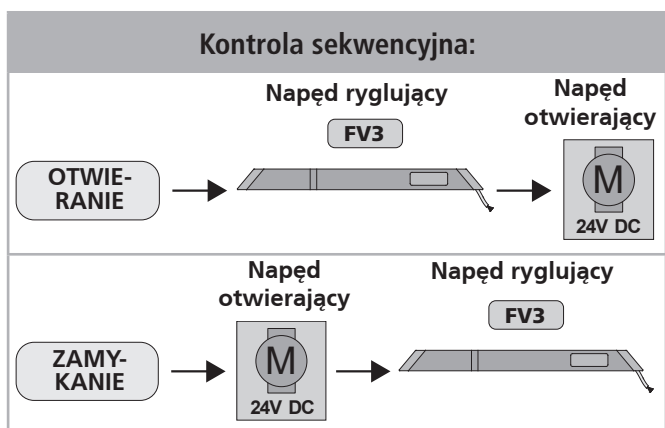 Kontrola sekwencyjna:
Napęd ryglujący
FV3
Napęd
otwierający
OTWIE-
RANIE
M
24V DC
Napęd
otwierający
Napęd ryglujący
FV3
ZAMY-
KANIE
M
24V DC